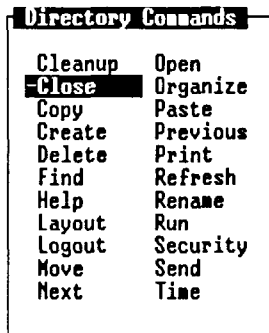 Directory Commands
Cleanup Open
-Close Organize
Copy Paste
Create Previous
Delete Print
Find Refresh
Help Rename
Layout Run
Logout Security
Move Send
Next Time